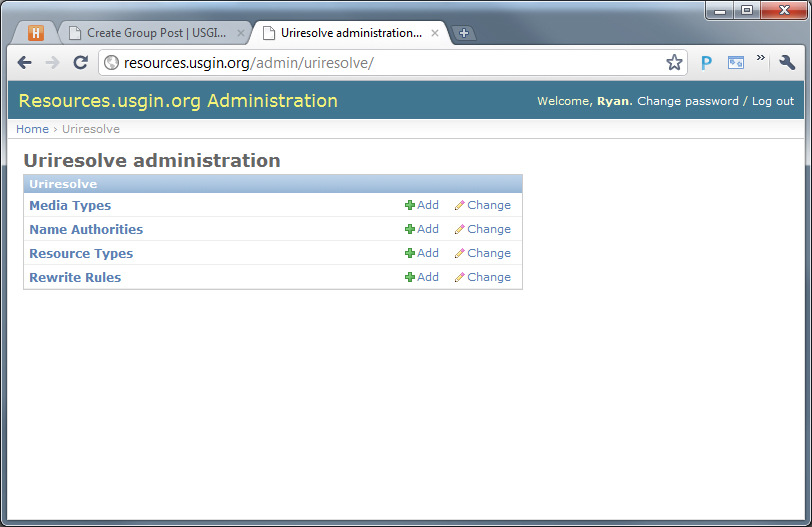 H Create Group Post | USGI... Uriresolve administration...
resources.usgin.org/admin/uriresolve/ P »
Resources.usgin.org Administration Welcome, Ryan. Change password / Log out
Home › Uriresolve
Uriresolve administration
Uriresolve
Media Types Add Change
Name Authorities Add Change
Resource Types Add Change
Rewrite Rules Add Change